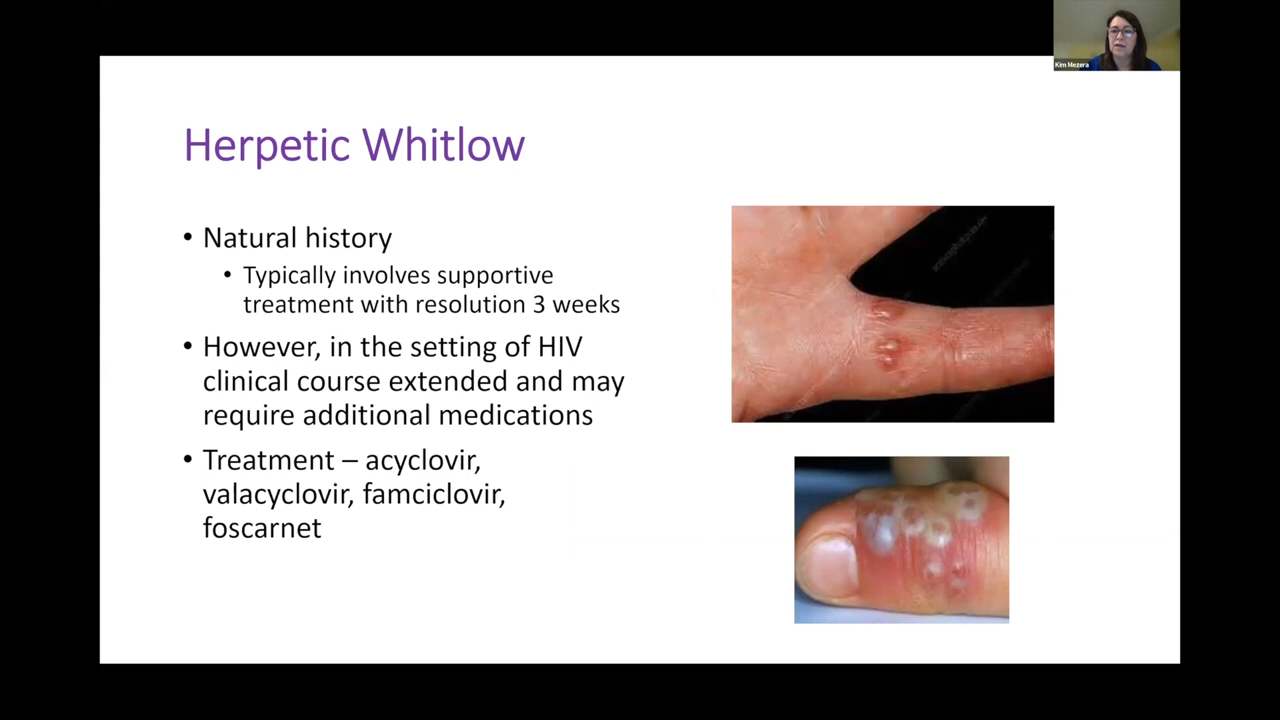 Kim Mezera
Herpetic Whitlow
• Natural history
• Typically involves supportive
treatment with resolution 3 weeks
• However, in the setting of HIV
clinical course extended and may
require additional medications
• Treatment – acyclovir,
valacyclovir, famciclovir,
foscarnet